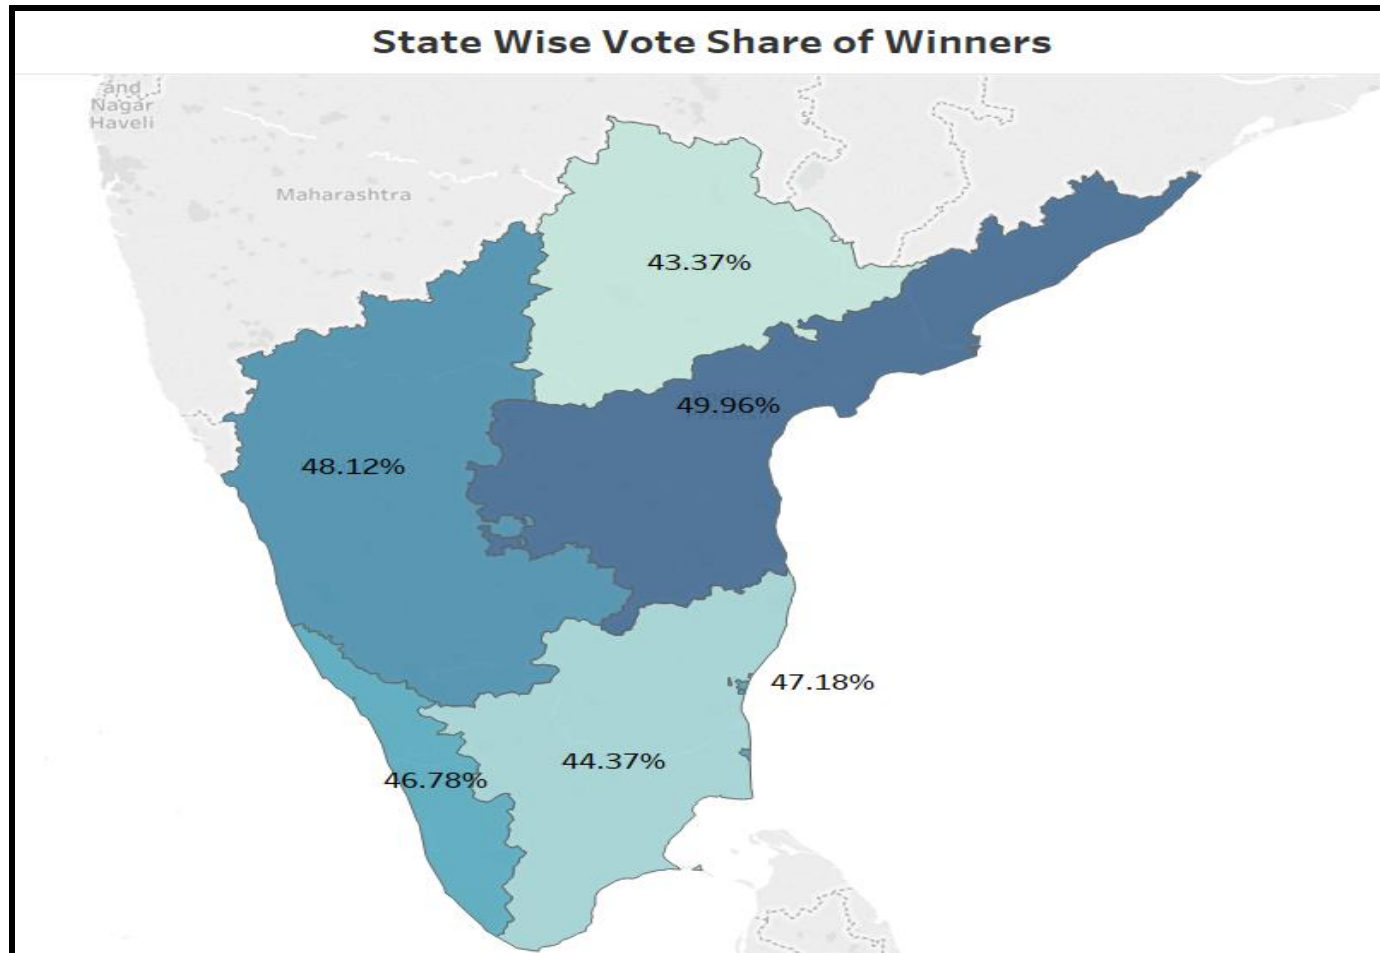 State Wise Vote Share of Winners
and
Nagar
Haveli
Maharashtra
43.37%
49.96%
48.12%
47.18%
44.37%
46.78%